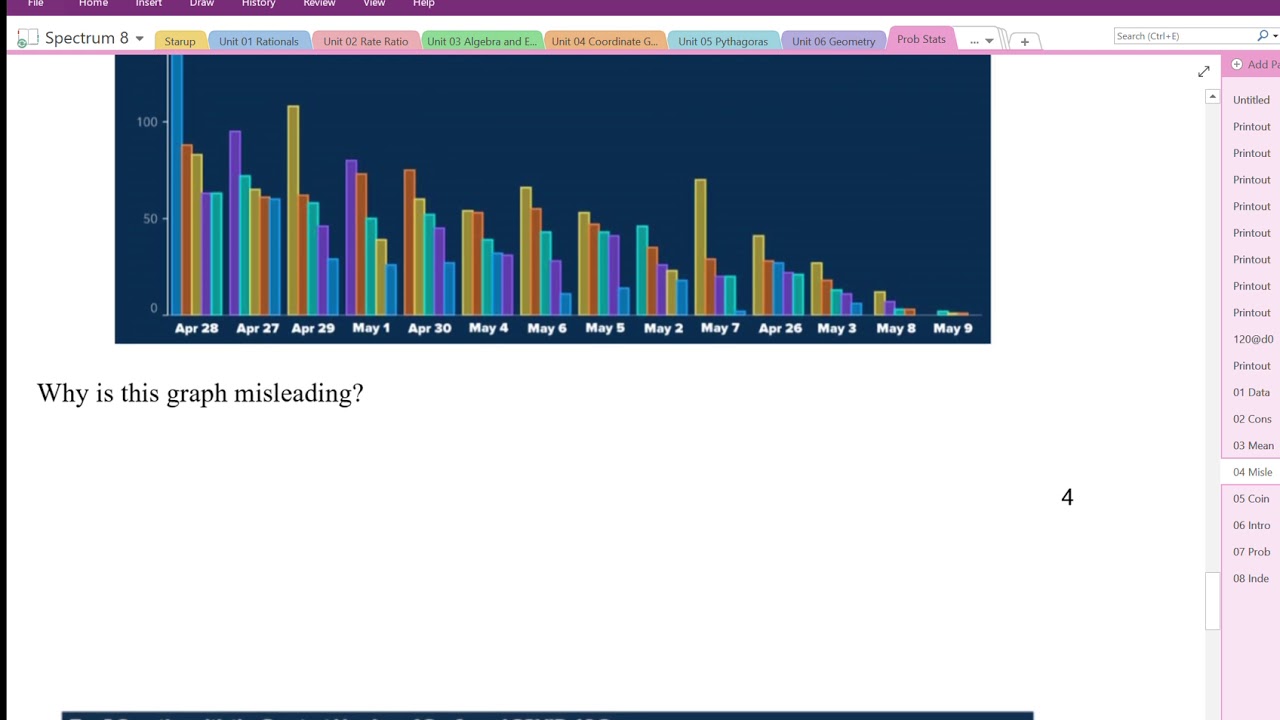 File Home Insert Draw History Review View Help
Spectrum 8 Starup Unit 01 Rationals Unit 02 Rate Ratio Unit 03 Algebra and E... Unit 04 Coordinate G... Unit 05 Pythagoras Unit 06 Geometry Prob Stats ... Search (Ctrl+E)
Add Pa
Untitled
Printout
Printout
Printout
Printout
Printout
Printout
Printout
Printout
120@d0
Printout
01 Data
02 Cons
03 Mean
04 Misle
05 Coin
06 Intro
07 Prob
08 Inde
100
50
0
Apr 28 Apr 27 Apr 29 May 1 Apr 30 May 4 May 6 May 5 May 2 May 7 Apr 26 May 3 May 8 May 9
Why is this graph misleading?
4